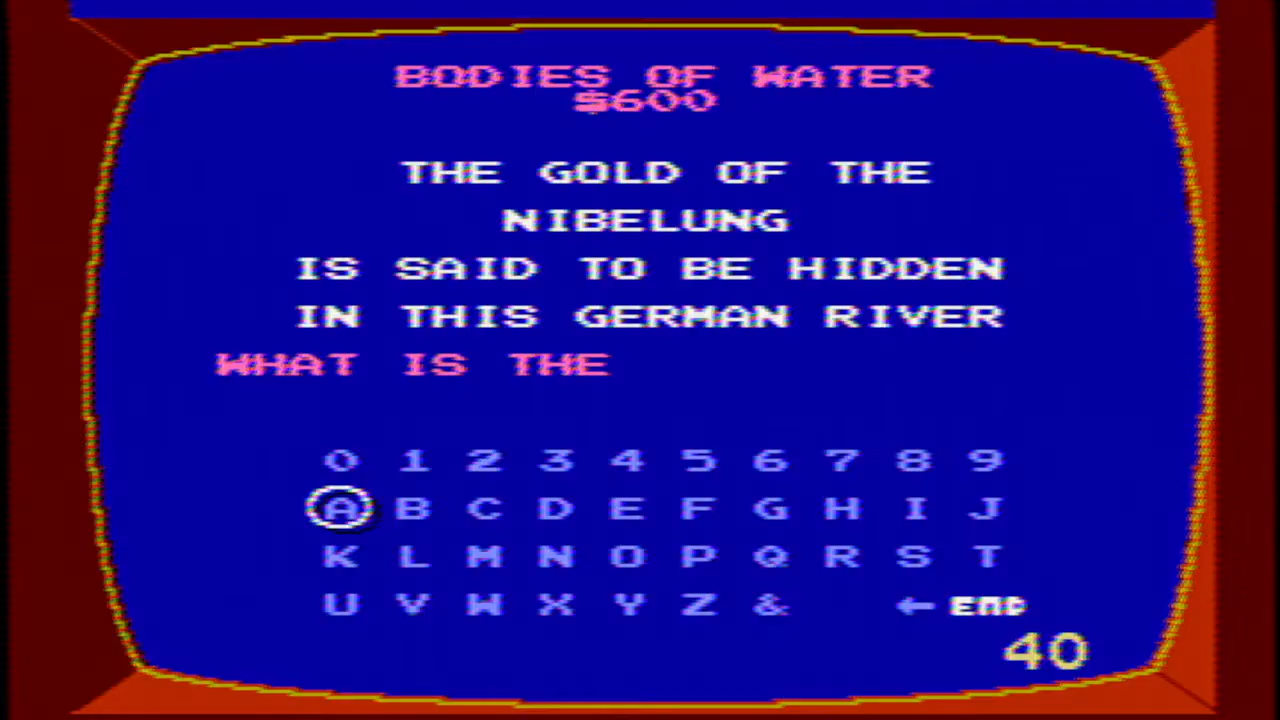 BODIES OF WATER
$600
THE GOLD OF THE
NIBELUNG
IS SAID TO BE HIDDEN
IN THIS GERMAN RIVER
WHAT IS THE
0 1 2 3 4 5 6 7 8 9
A B C D E F G H I J
K L M N O P Q R S T
U V W X Y Z & ← END
40